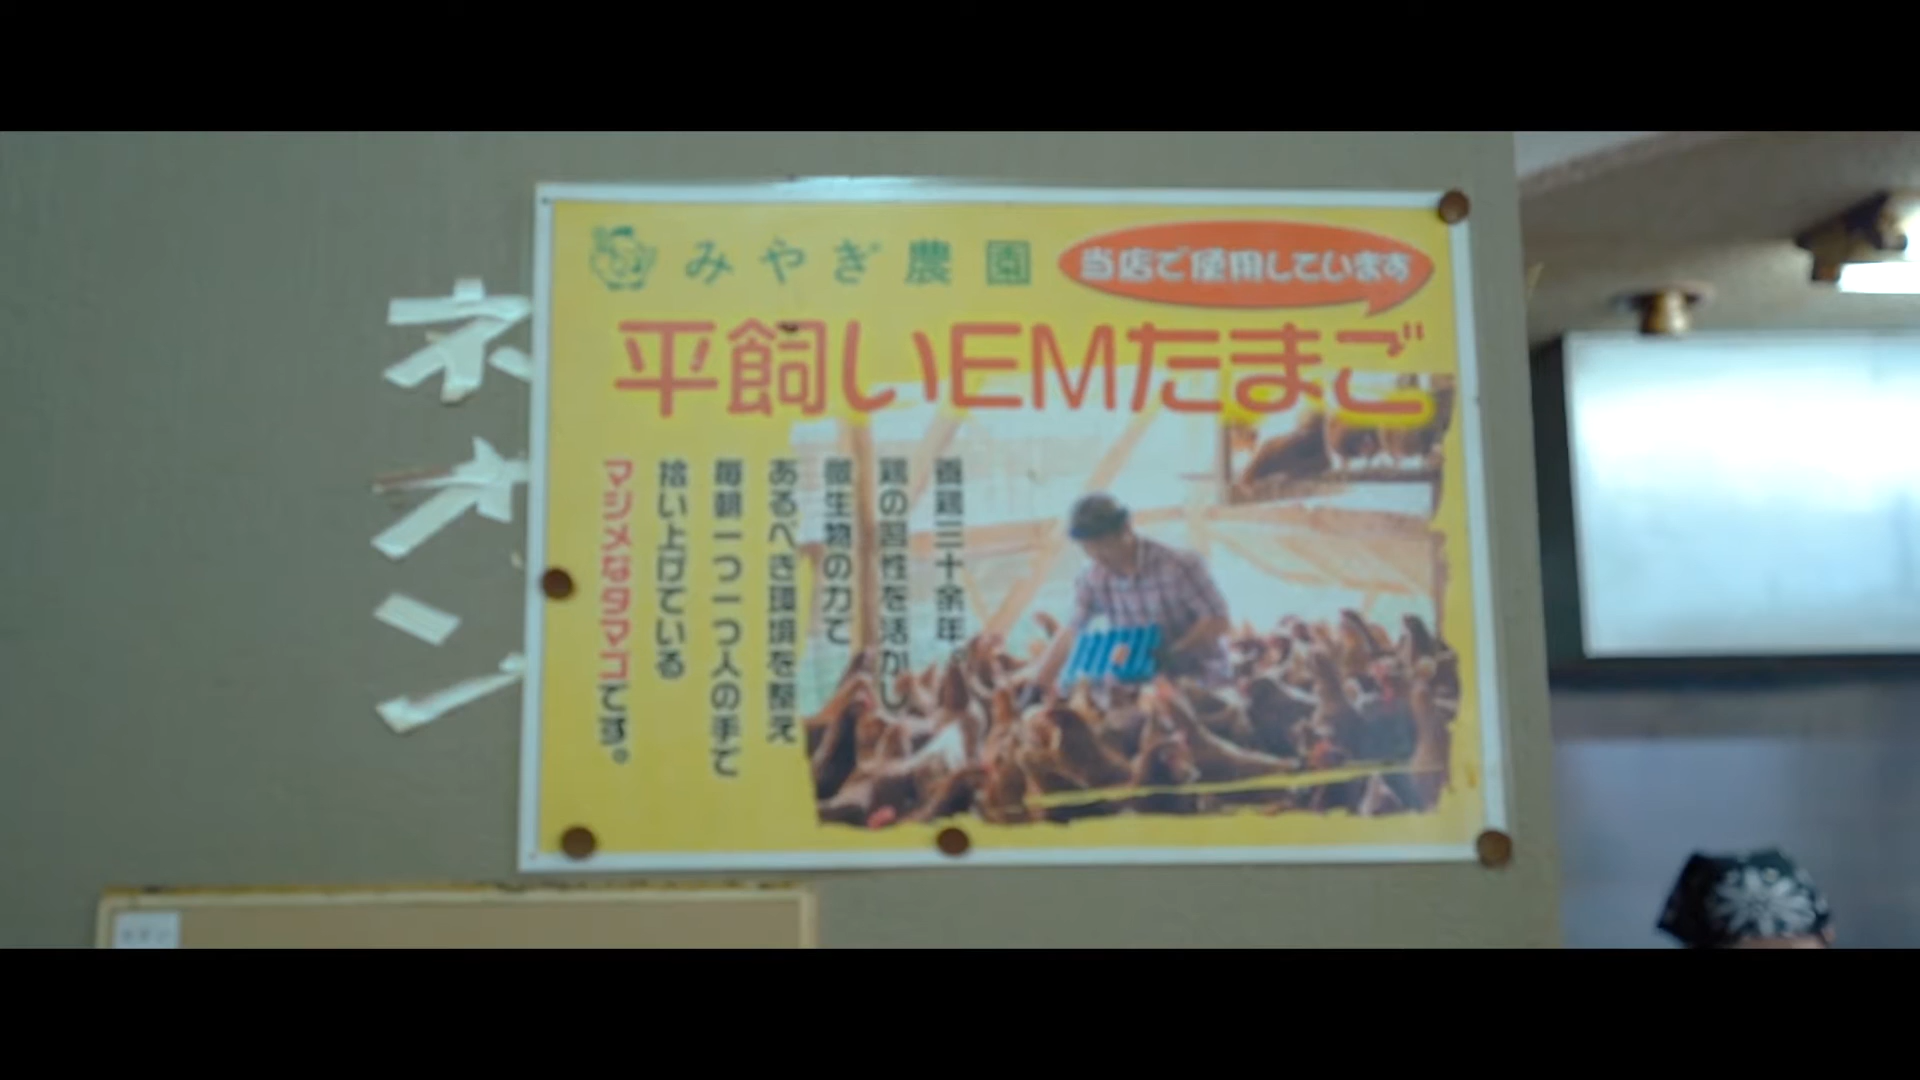 みやぎ農園
当店で使用しています
平飼いEMたまご
養鶏三十余年。
鶏の習性を活かし
微生物の力で
あるべき環境を整え
毎朝一つ一つ人の手で
拾い上げている
マジメなタマゴです。
ネオン